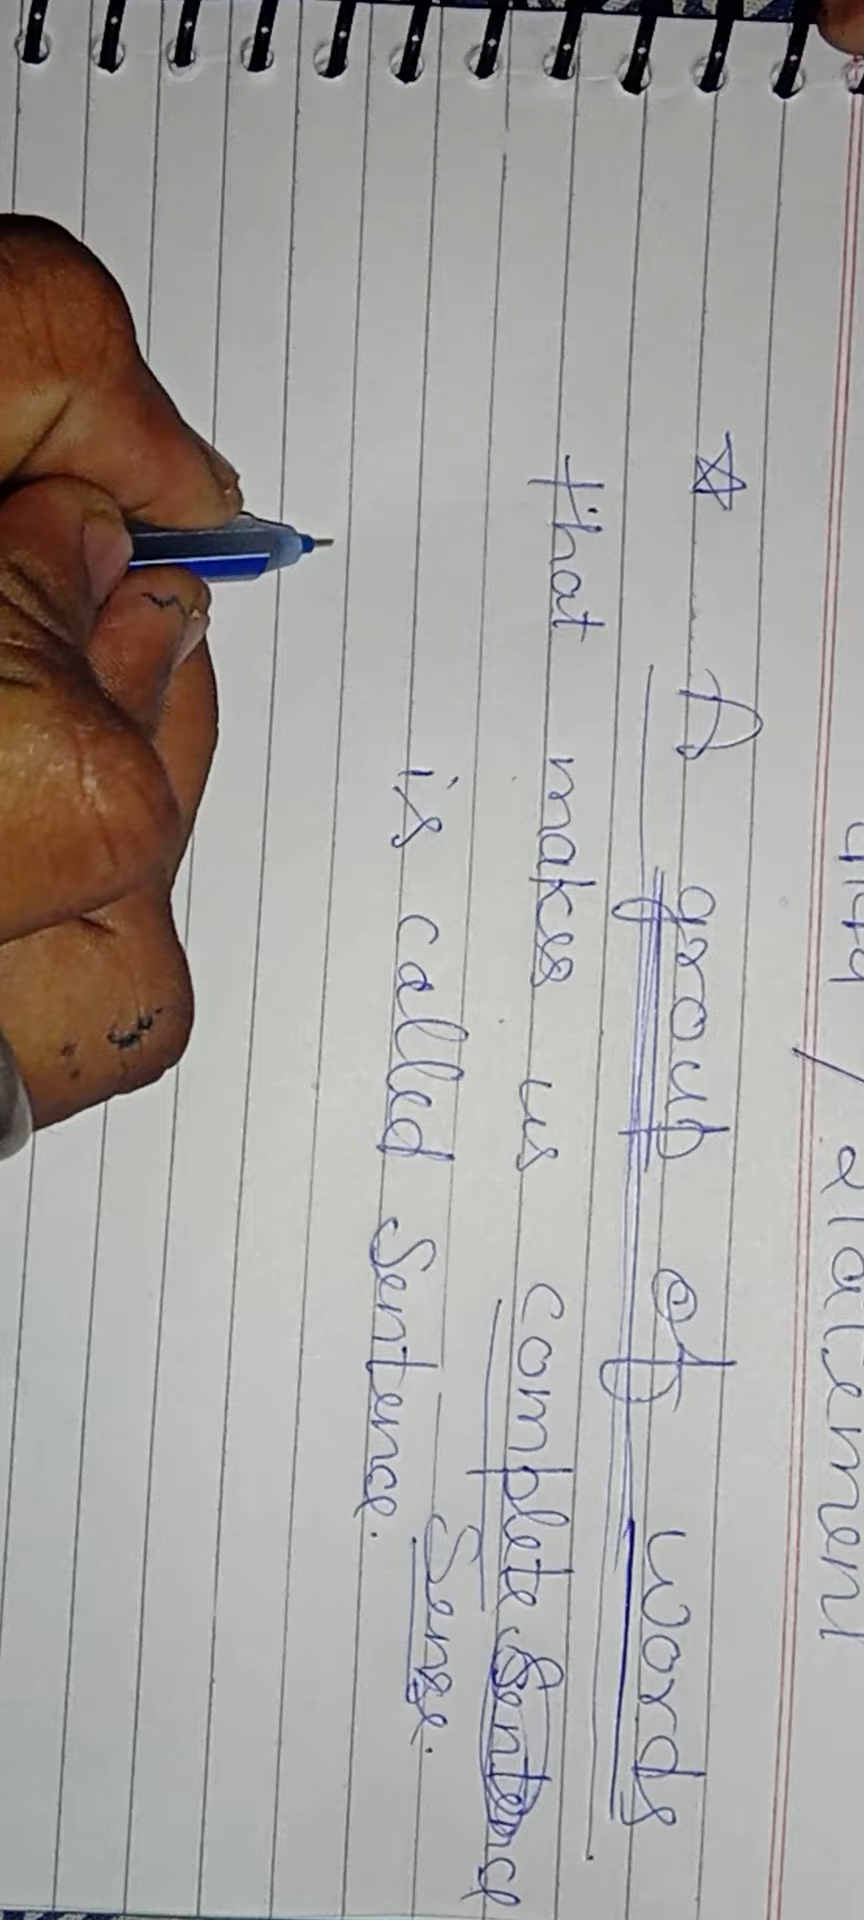 ☆ A group of words
that makes us complete
Sense.
is called Sentence.